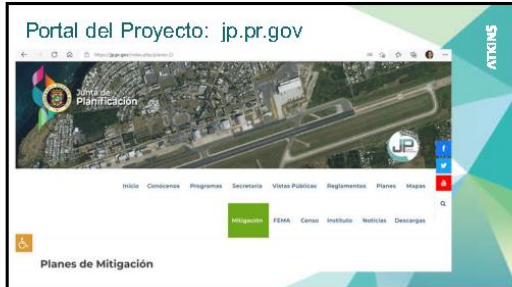 Portal del Proyecto: jp.pr.gov
ATKINS
Junta de
Planificación
JP
Inicio Conócenos Programas Secretaría Vistas Públicas Reglamentos Planes Mapas
Mitigación FEMA Censo Instituto Noticias Descargas
Planes de Mitigación